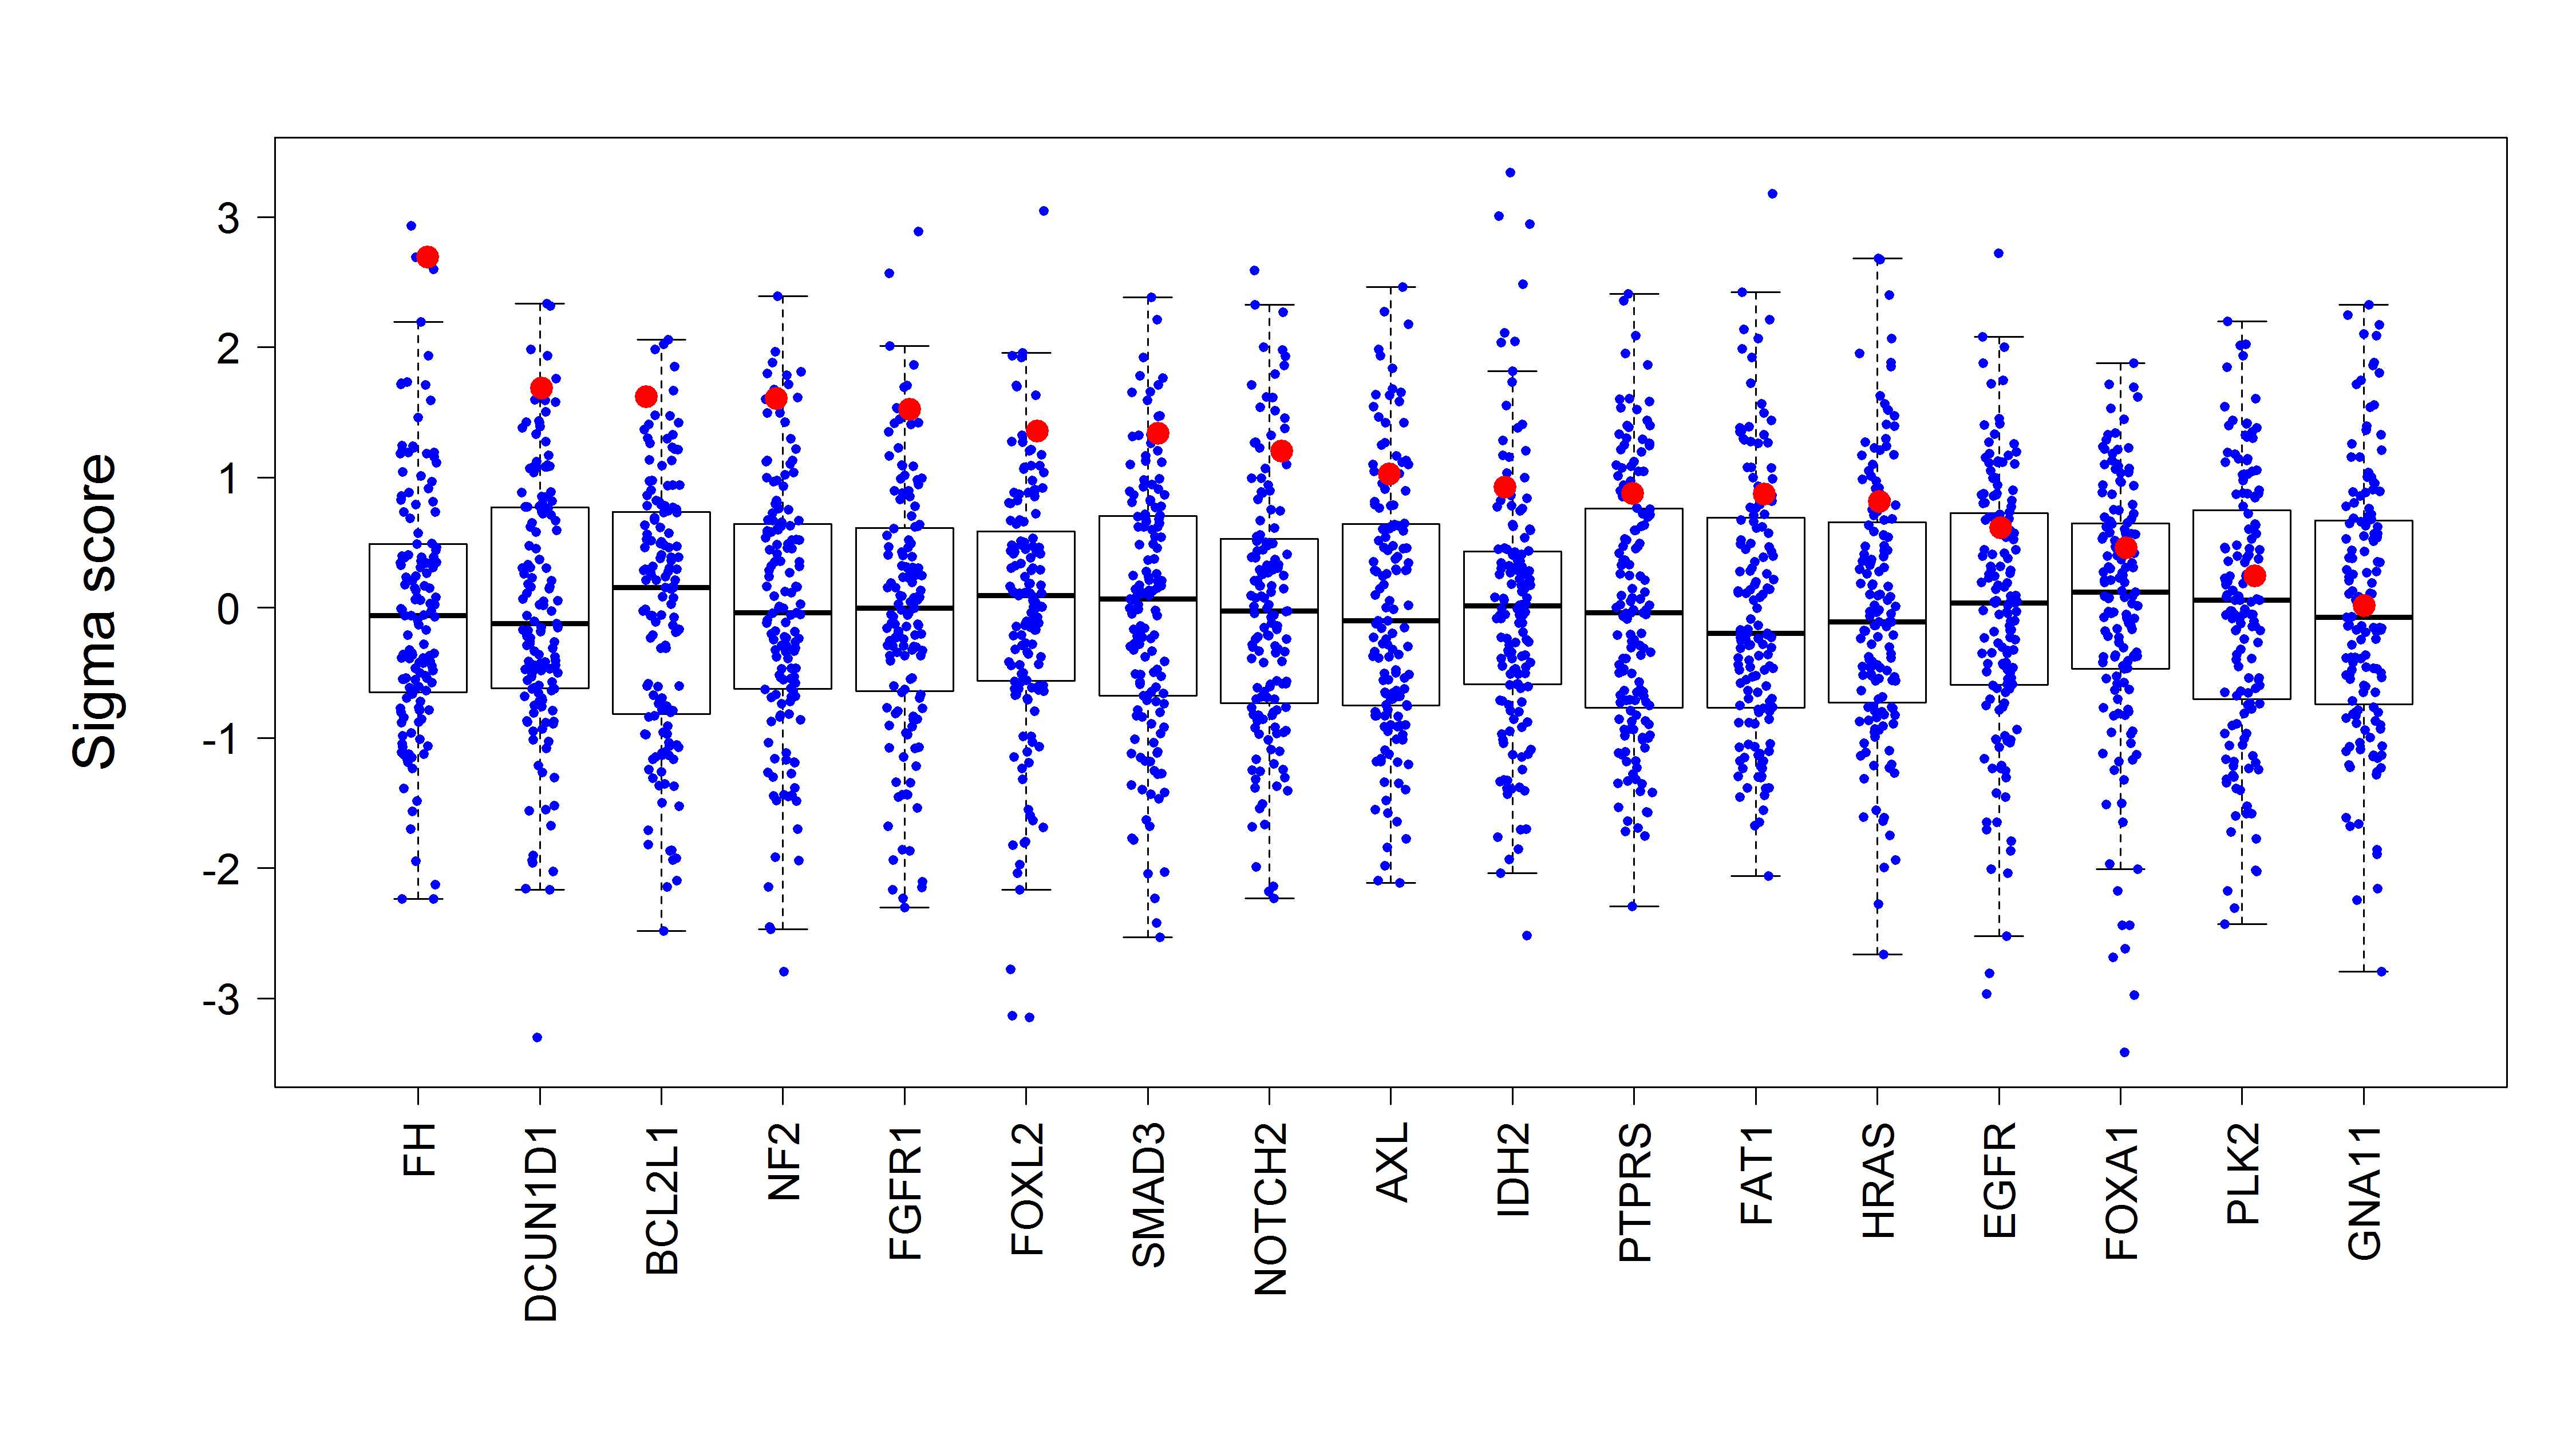 Sigma score
3
2
1
0
-1
-2
-3
FH
DCUN1D1
BCL2L1
NF2
FGFR1
FOXL2
SMAD3
NOTCH2
AXL
IDH2
PTPRS
FAT1
HRAS
EGFR
FOXA1
PLK2
GNA11